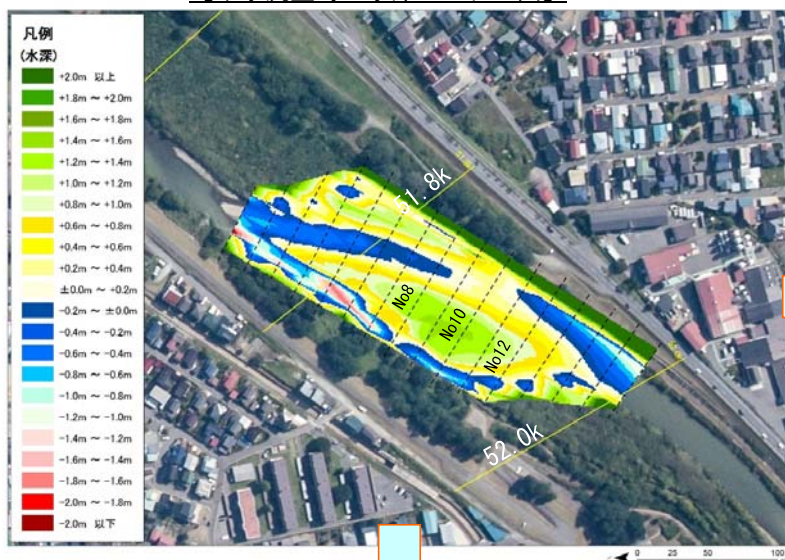 凡例
(水深)
+2.0m 以上
+1.8m ～ +2.0m
+1.6m ～ +1.8m
+1.4m ～ +1.6m
+1.2m ～ +1.4m
+1.0m ～ +1.2m
+0.8m ～ +1.0m
+0.6m ～ +0.8m
+0.4m ～ +0.6m
+0.2m ～ +0.4m
±0.0m ～ +0.2m
-0.2m ～ ±0.0m
-0.4m ～ -0.2m
-0.6m ～ -0.4m
-0.8m ～ -0.6m
-1.0m ～ -0.8m
-1.2m ～ -1.0m
-1.4m ～ -1.2m
-1.6m ～ -1.4m
-1.8m ～ -1.6m
-2.0m ～ -1.8m
-2.0m 以下
51.8k
No8
No10
No12
52.0k
0 25 50 100